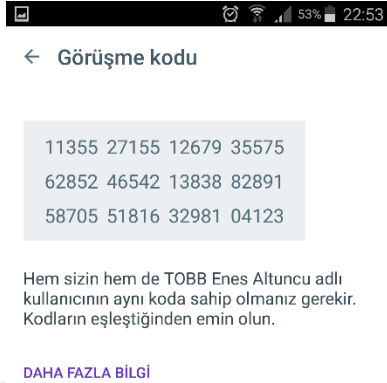 53% 22:53
Görüşme kodu
11355 27155 12679 35575
62852 46542 13838 82891
58705 51816 32981 04123
Hem sizin hem de TOBB Enes Altuncu adlı
kullanıcının aynı koda sahip olmanız gerekir.
Kodların eşleştiğinden emin olun.
DAHA FAZLA BİLGİ